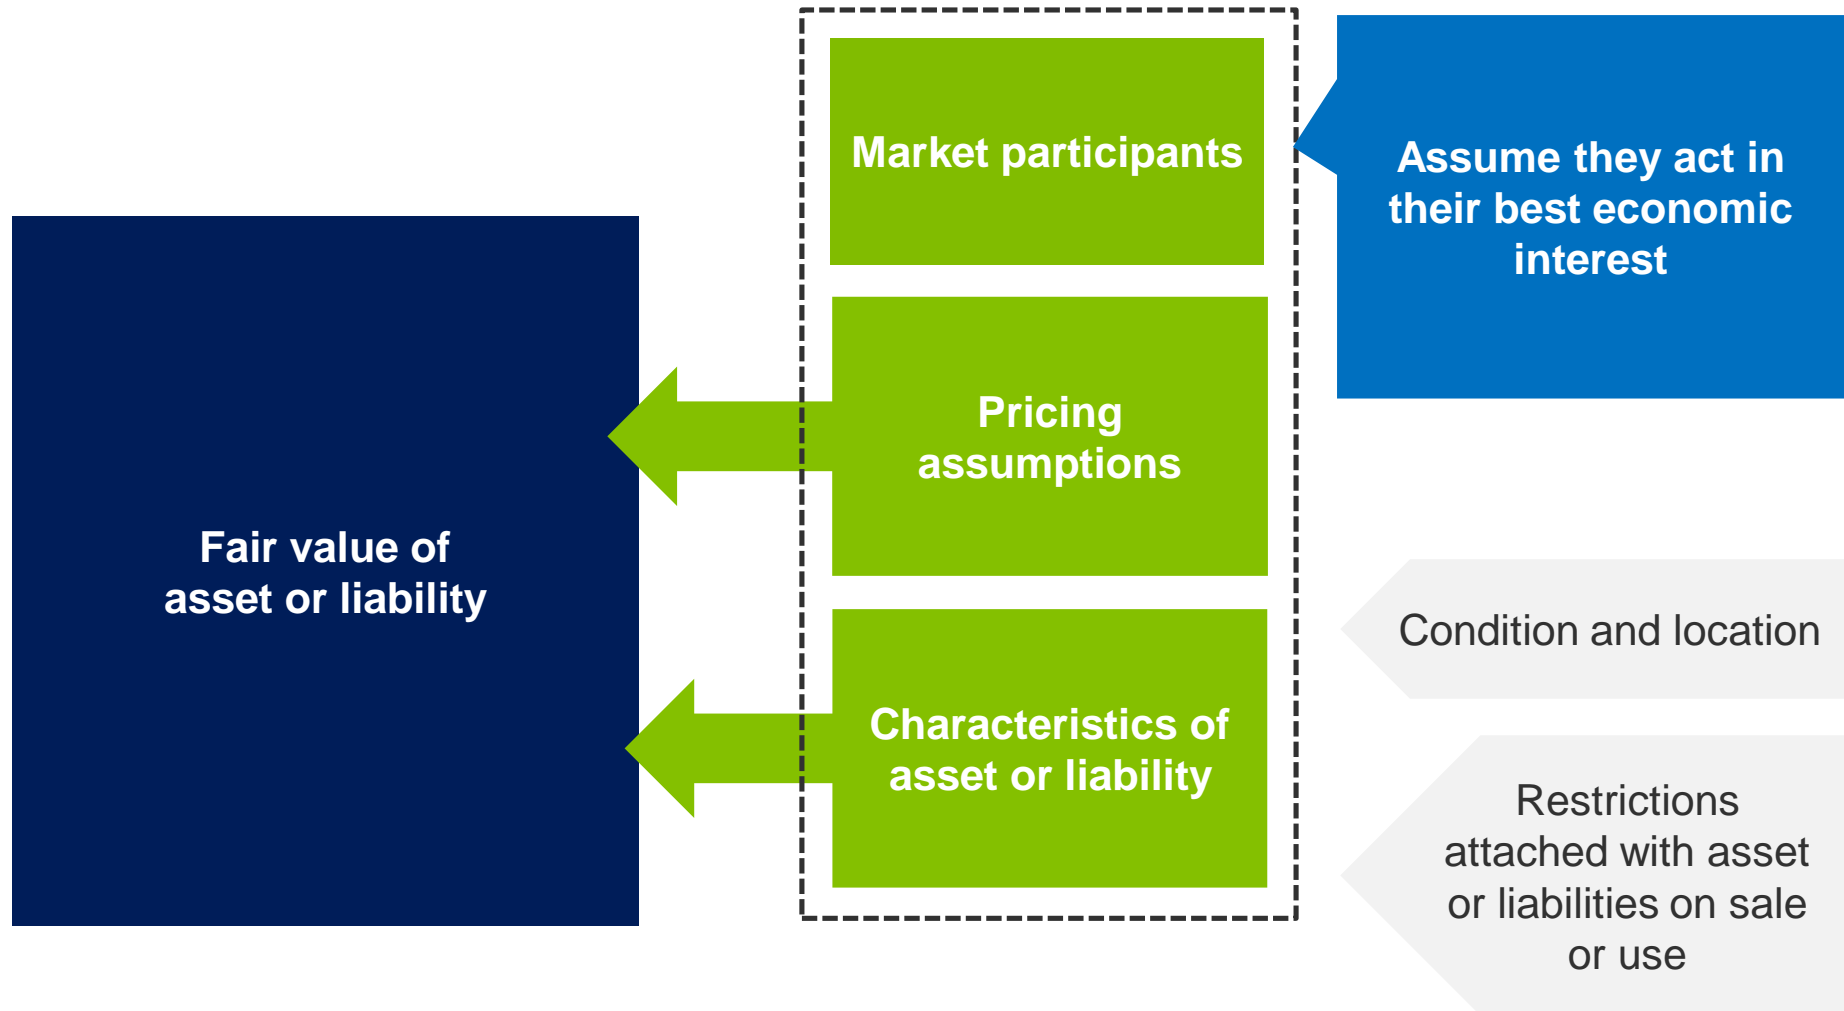 Market participants
Assume they act in
their best economic
interest
Pricing
assumptions
Fair value of
asset or liability
Condition and location
Characteristics of
asset or liability
Restrictions
attached with asset
or liabilities on sale
or use